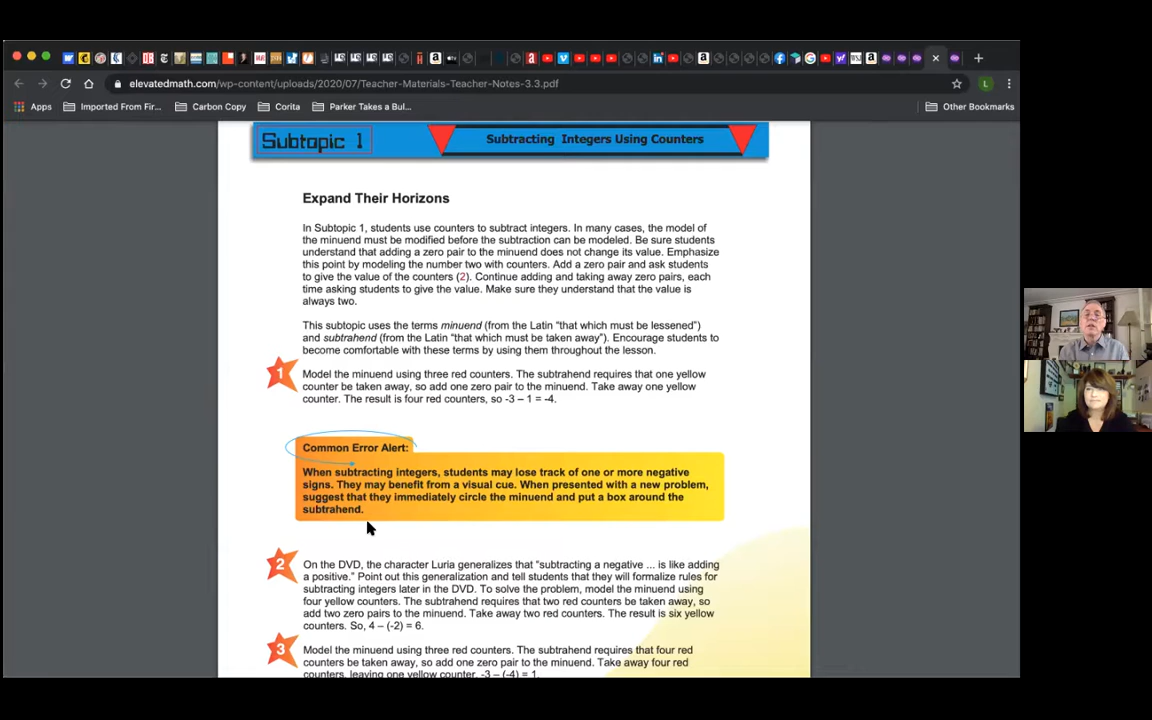 elevatedmath.com/wp-content/uploads/2020/07/Teacher-Materials-Teacher-Notes-3.3.pdf
L
Apps
Imported From Fir...
Carbon Copy
Corita
Parker Takes a Bul...
Other Bookmarks
Subtopic 1
Subtracting Integers Using Counters
Expand Their Horizons
In Subtopic 1, students use counters to subtract integers. In many cases, the model of
the minuend must be modified before the subtraction can be modeled. Be sure students
understand that adding a zero pair to the minuend does not change its value. Emphasize
this point by modeling the number two with counters. Add a zero pair and ask students
to give the value of the counters (2). Continue adding and taking away zero pairs, each
time asking students to give the value. Make sure they understand that the value is
always two.
This subtopic uses the terms minuend (from the Latin “that which must be lessened”)
and subtrahend (from the Latin “that which must be taken away”). Encourage students to
become comfortable with these terms by using them throughout the lesson.
1
Model the minuend using three red counters. The subtrahend requires that one yellow
counter be taken away, so add one zero pair to the minuend. Take away one yellow
counter. The result is four red counters, so -3 – 1 = -4.
Common Error Alert:
When subtracting integers, students may lose track of one or more negative
signs. They may benefit from a visual cue. When presented with a new problem,
suggest that they immediately circle the minuend and put a box around the
subtrahend.
2
On the DVD, the character Luria generalizes that “subtracting a negative ... is like adding
a positive.” Point out this generalization and tell students that they will formalize rules for
subtracting integers later in the DVD. To solve the problem, model the minuend using
four yellow counters. The subtrahend requires that two red counters be taken away, so
add two zero pairs to the minuend. Take away two red counters. The result is six yellow
counters. So, 4 – (-2) = 6.
3
Model the minuend using three red counters. The subtrahend requires that four red
counters be taken away, so add one zero pair to the minuend. Take away four red
counters, leaving one yellow counter. -3 – (-4) = 1.